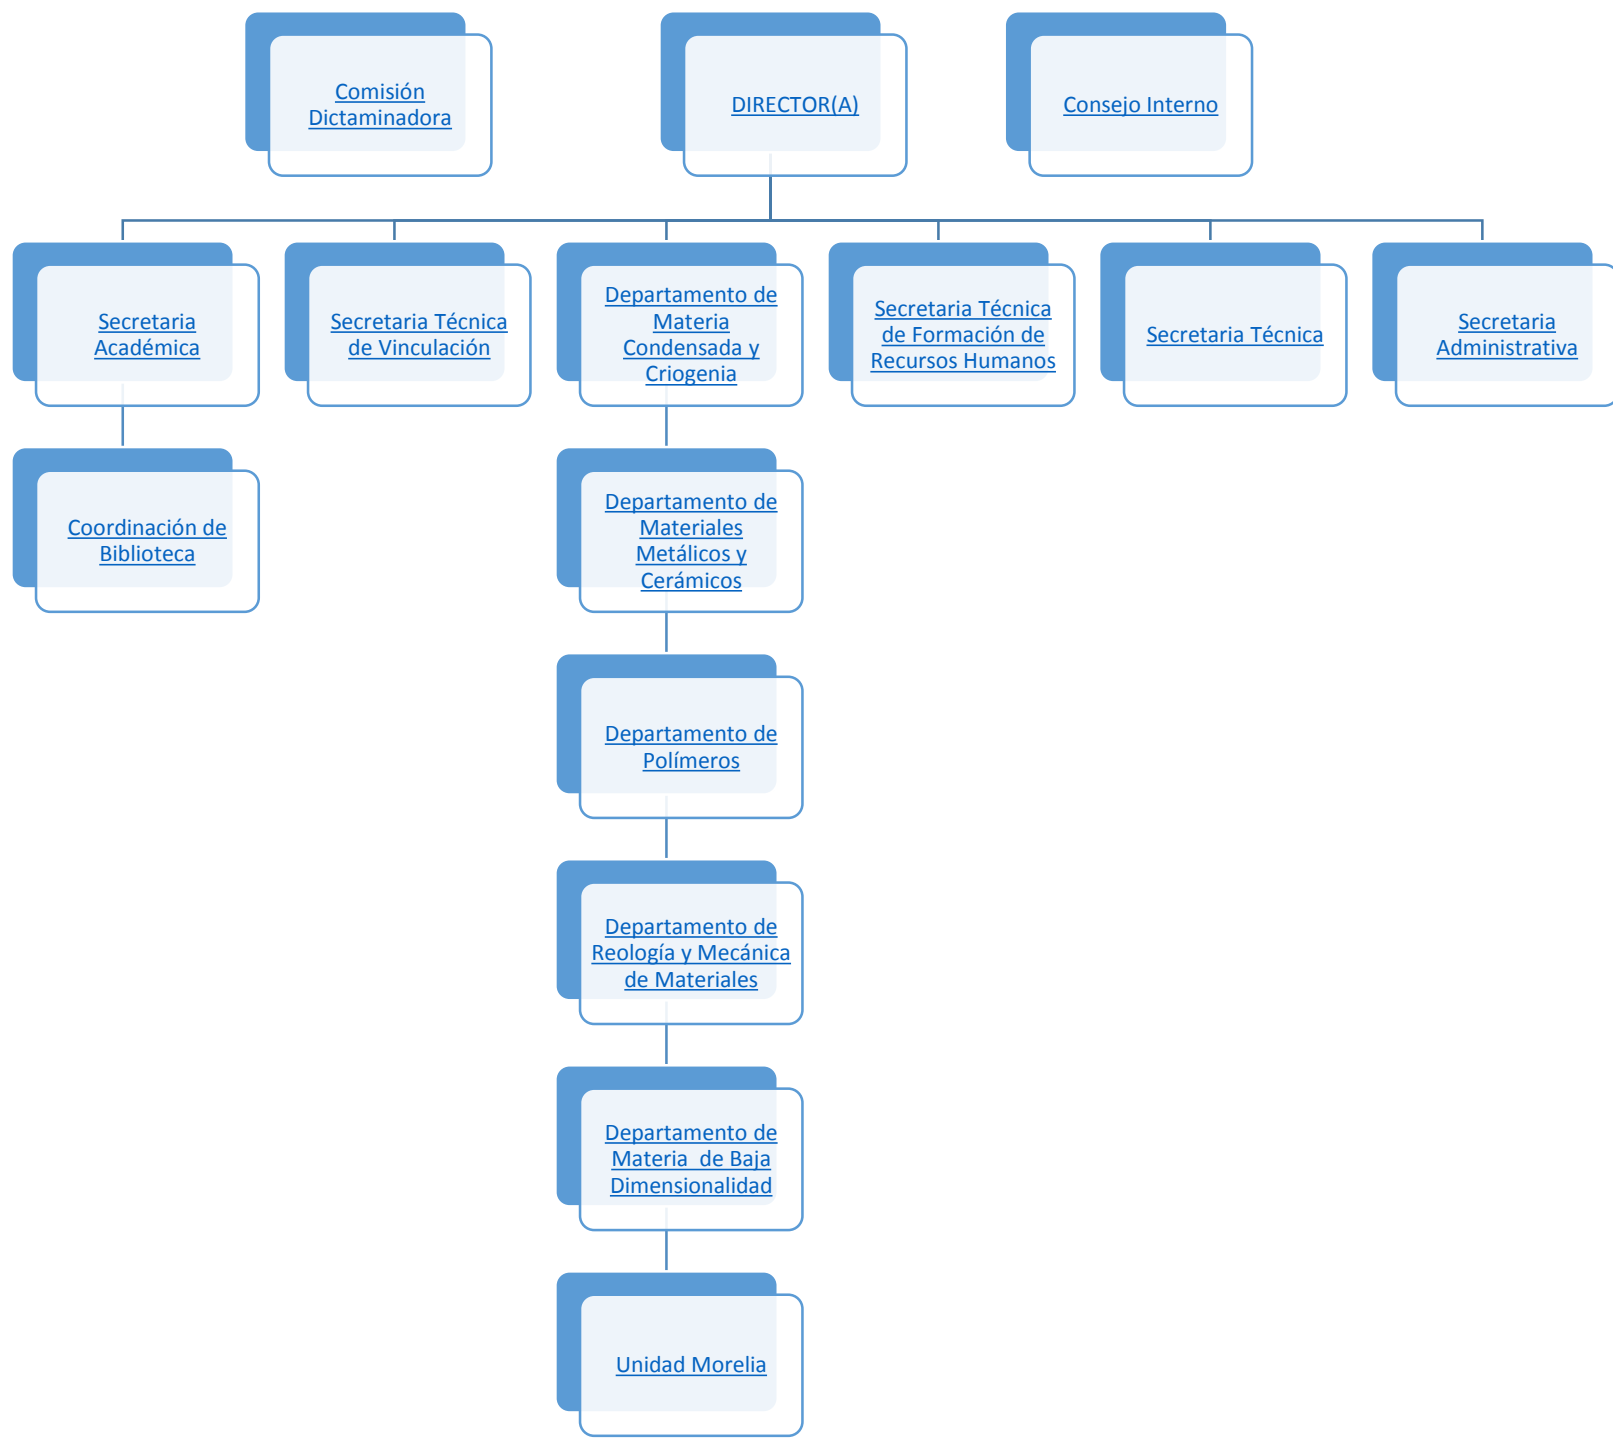 Comisión
Dictaminadora
DIRECTOR(A)
Consejo Interno
Secretaria
Académica
Secretaria Técnica
de Vinculación
Departamento de
Materia
Condensada y
Criogenia
Secretaria Técnica
de Formación de
Recursos Humanos
Secretaria Técnica
Secretaria
Administrativa
Coordinación de
Biblioteca
Departamento de
Materiales
Metálicos y
Cerámicos
Departamento de
Polímeros
Departamento de
Reología y Mecánica
de Materiales
Departamento de
Materia  de Baja
Dimensionalidad
Unidad Morelia